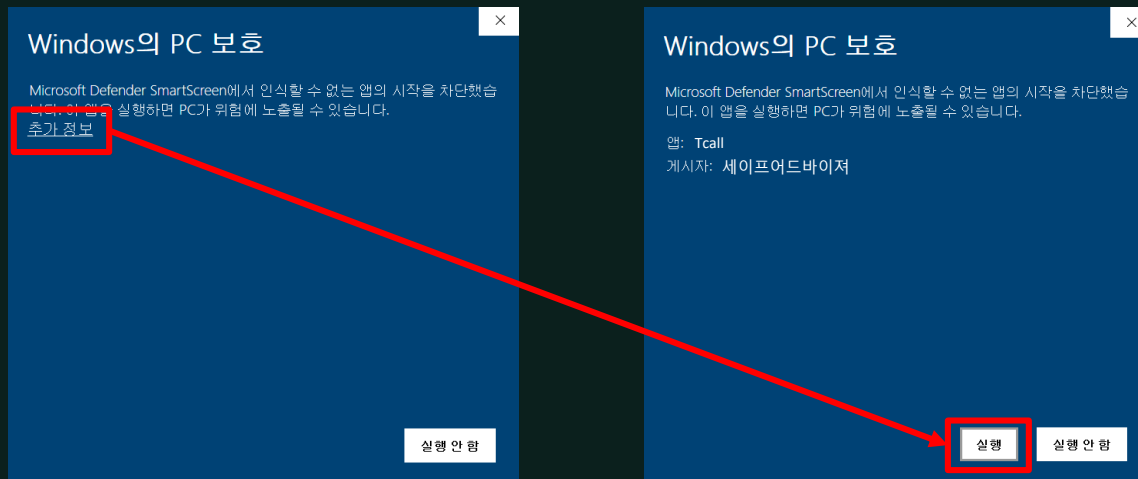 Windows의 PC 보호
Microsoft Defender SmartScreen에서 인식할 수 없는 앱의 시작을 차단했습
니다. 이 앱을 실행하면 PC가 위험에 노출될 수 있습니다.
추가 정보
실행 안 함
Windows의 PC 보호
Microsoft Defender SmartScreen에서 인식할 수 없는 앱의 시작을 차단했습
니다. 이 앱을 실행하면 PC가 위험에 노출될 수 있습니다.
앱: Tcall
게시자: 세이프어드바이져
실행
실행 안 함